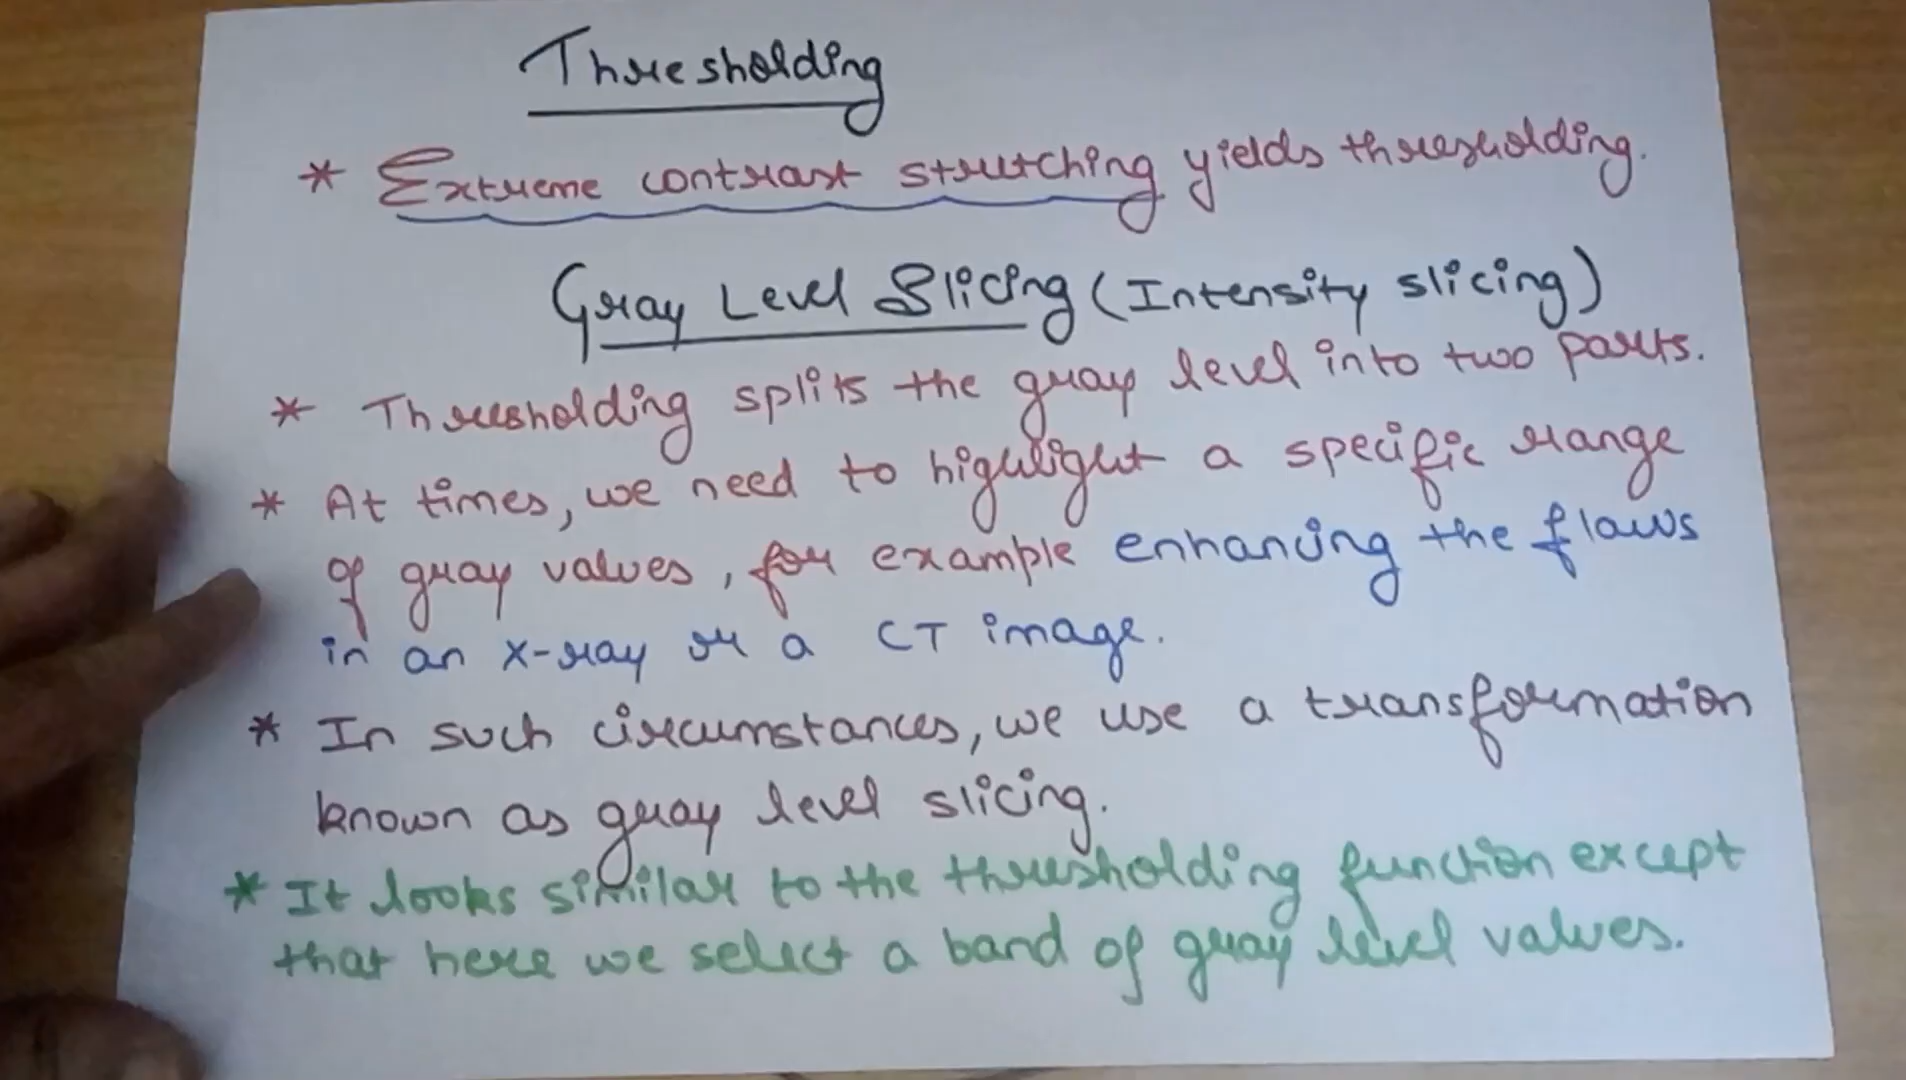 Thresholding
* Extreme contrast stretching yields thresholding.
Gray Level Slicing (Intensity slicing)
* Thresholding splits the gray level into two parts.
* At times, we need to highlight a specific range
of gray values, for example enhancing the flaws
in an x-ray or a CT image.
* In such circumstances, we use a transformation
known as gray level slicing.
* It looks similar to the thresholding function except
that here we select a band of gray level values.